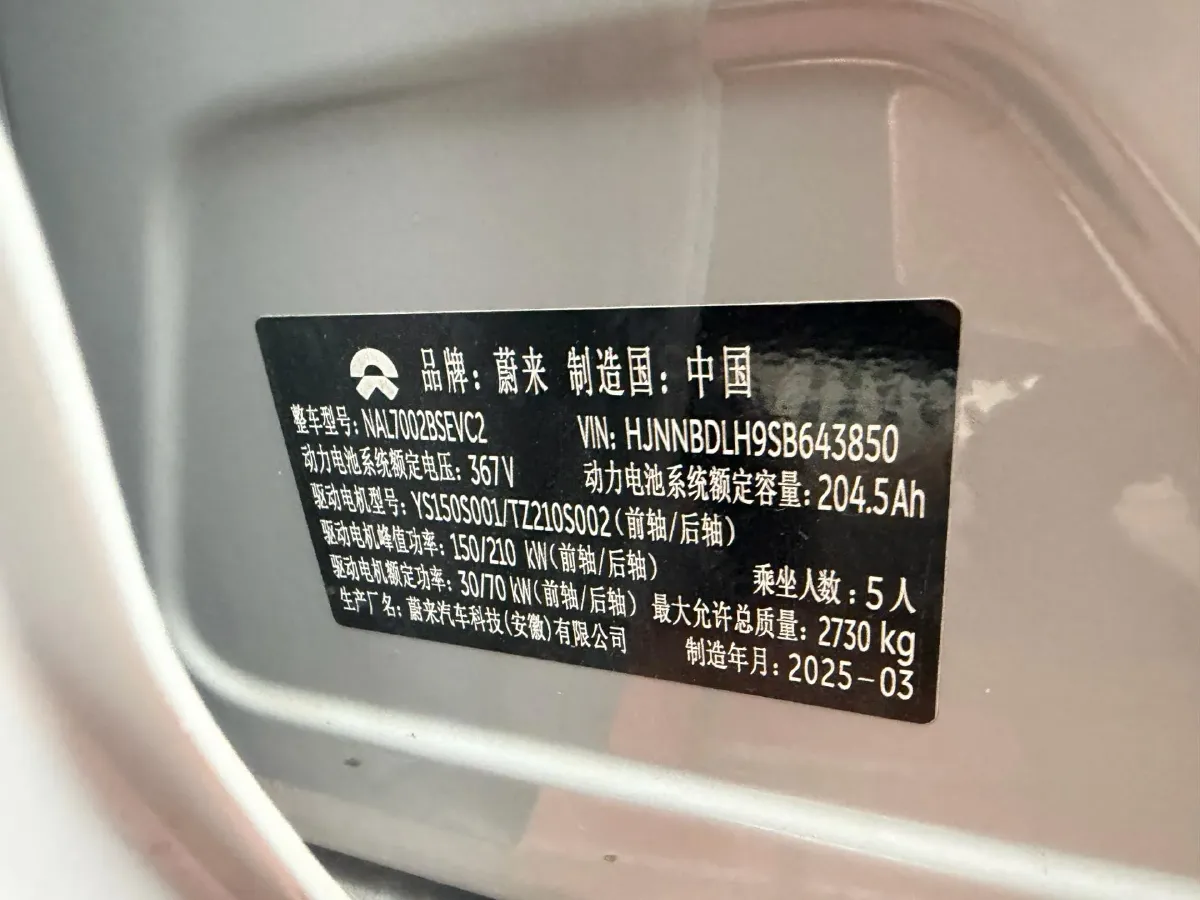 品牌: 蔚来 制造国: 中国
整车型号: NAL7002BSEVC2 VIN: HJNNBDLH9SB643850
动力电池系统额定电压: 367V 动力电池系统额定容量: 204.5Ah
驱动电机型号: YS150S001/TZ210S002(前轴/后轴)
驱动电机峰值功率: 150/210 kW(前轴/后轴) 乘坐人数: 5人
驱动电机额定功率: 30/70 kW(前轴/后轴) 最大允许总质量: 2730 kg
生产厂名: 蔚来汽车科技(安徽)有限公司 制造年月: 2025-03